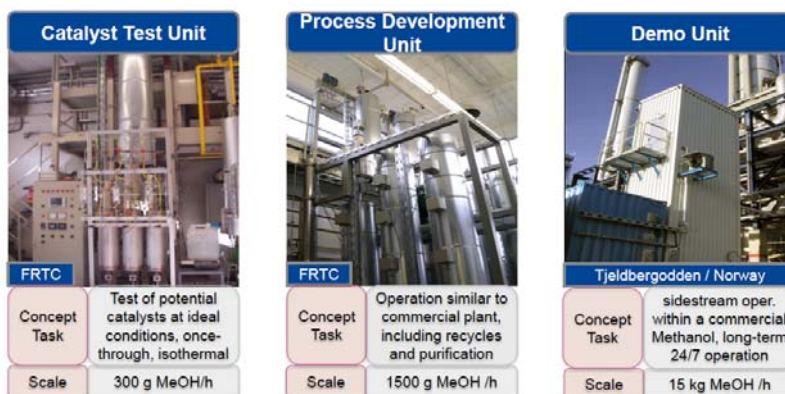 Catalyst Test Unit
FRTC
Concept
Task
Test of potential
catalysts at ideal
conditions, once-
through, isothermal
Scale
300 g MeOH/h
Process Development
Unit
FRTC
Concept
Task
Operation similar to
commercial plant,
including recycles
and purification
Scale
1500 g MeOH /h
Demo Unit
Tjeldbergodden / Norway
Concept
Task
sidestream oper.
within a commercial
Methanol, long-term
24/7 operation
Scale
15 kg MeOH /h